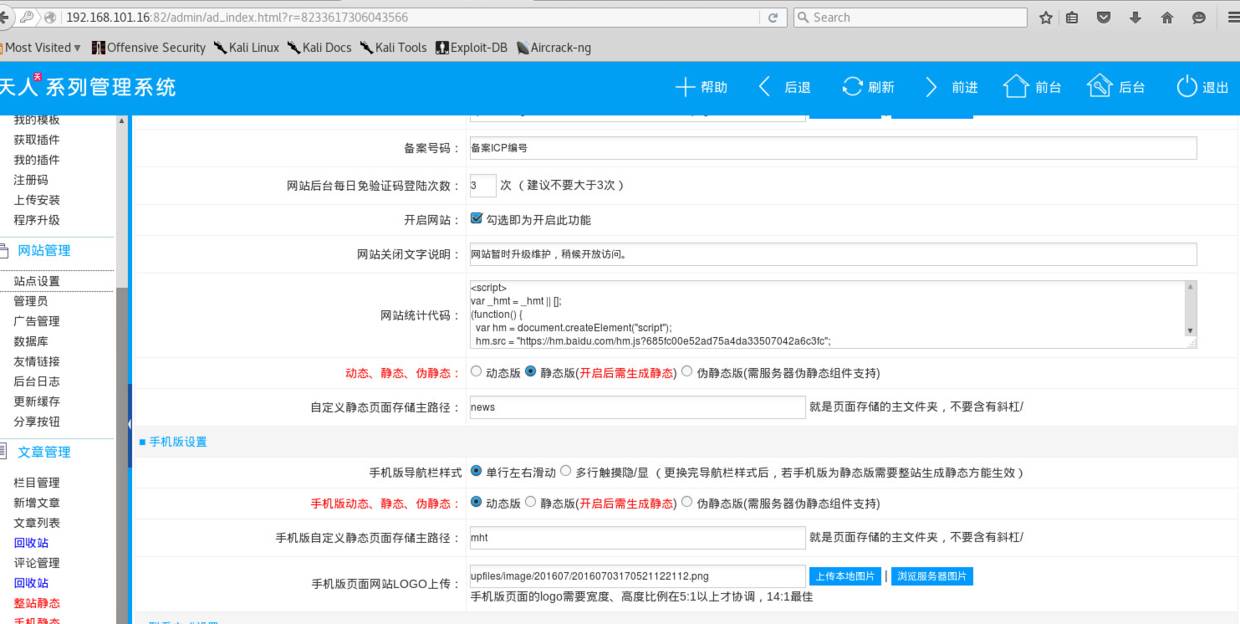 192.168.101.16:82/admin/ad_index.html?r=8233617306043566
Search
Most Visited
Offensive Security
Kali Linux
Kali Docs
Kali Tools
Exploit-DB
Aircrack-ng
天人 天 系列管理系统
帮助
后退
刷新
前进
前台
后台
退出
我的模板
获取插件
我的插件
注册码
上传安装
程序升级
网站管理
站点设置
管理员
广告管理
数据库
友情链接
后台日志
更新缓存
分享按钮
文章管理
栏目管理
新增文章
文章列表
回收站
评论管理
回收站
整站静态
手机静态
备案号码： 备案ICP编号
网站后台每日免验证码登陆次数： 3 次 （ 建议不要大于3次 ）
开启网站： 勾选即为开启此功能
网站关闭文字说明： 网站暂时升级维护，稍候开放访问。
网站统计代码：
<script>
var _hmt = _hmt || [];
(function() {
var hm = document.createElement("script");
hm.src = "https://hm.baidu.com/hm.js?685fc00e52ad75a4da33507042a6c3fc";
动态、静态、伪静态： 动态版 静态版(开启后需生成静态) 伪静态版(需服务器伪静态组件支持)
自定义静态页面存储主路径： news 就是页面存储的主文件夹，不要含有斜杠/
■ 手机版设置
手机版导航栏样式 单行左右滑动 多行触摸隐/显 （ 更换完导航栏样式后，若手机版为静态版需要整站生成静态方能生效 ）
手机版动态、静态、伪静态： 动态版 静态版(开启后需生成静态) 伪静态版(需服务器伪静态组件支持)
手机版自定义静态页面存储主路径： mht 就是页面存储的主文件夹，不要含有斜杠/
手机版页面网站LOGO上传： upfiles/image/201607/20160703170521122112.png 上传本地图片 | 浏览服务器图片
手机版页面的logo需要宽度、高度比例在5:1以上才协调，14:1最佳